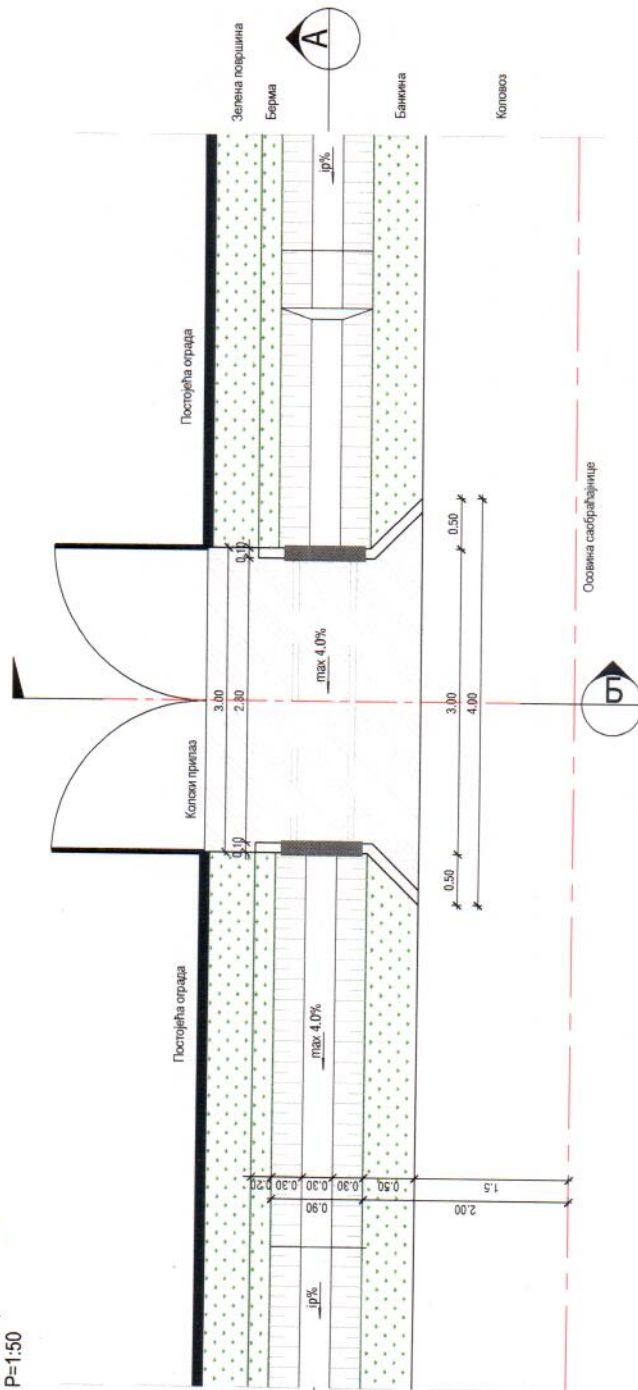 P=1:50
Постојећа ограда
Колски прилаз
Постојећа ограда
Зелена површина
Берма
А
Банкина
Коловоз
3.00
0.10
2.80
0.10
max 4.0%
max 4.0%
ip%
ip%
0.20
0.30
0.30
0.30
0.90
0.50
2.00
1.5
0.50
3.00
0.50
4.00
Осовина саобраћајнице
Б